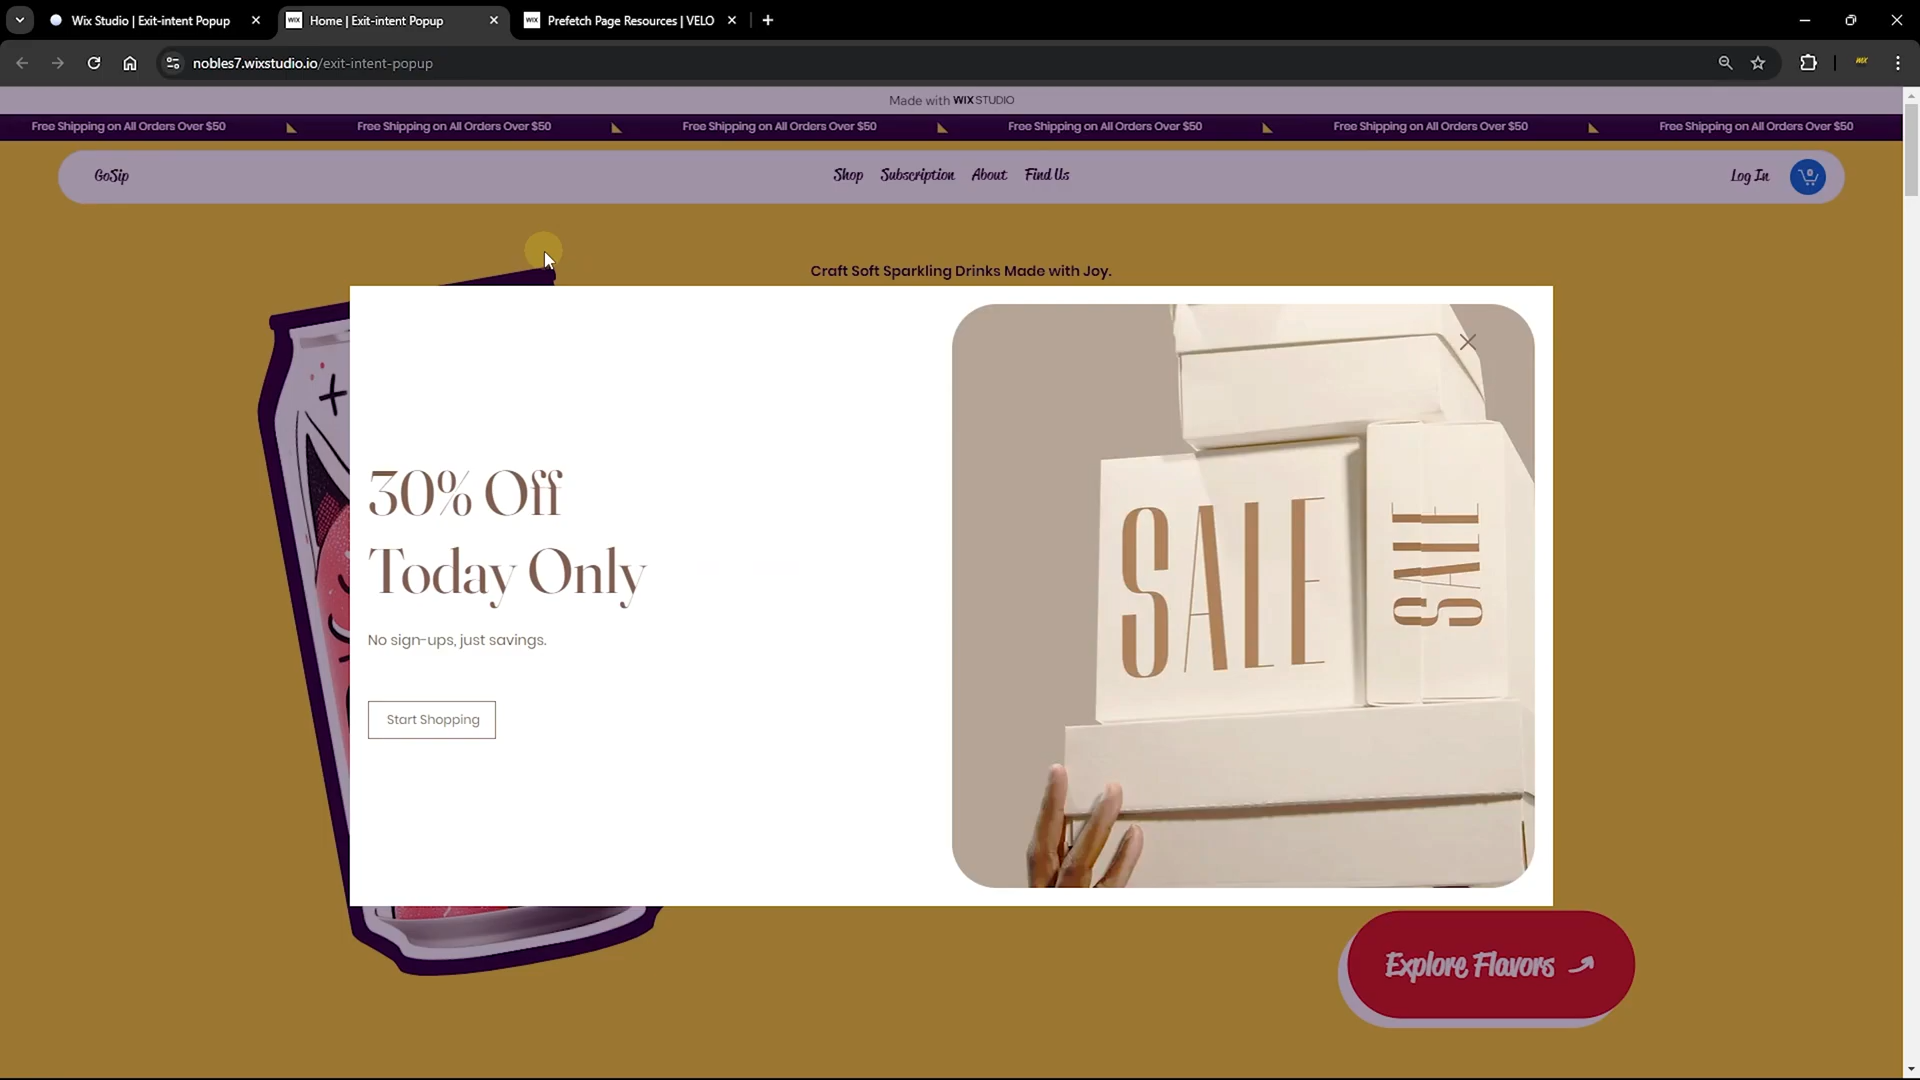 Wix Studio | Exit-intent Popup
WIX Home | Exit-intent Popup
WIX Prefetch Page Resources | VELO
nobles7.wixstudio.io/exit-intent-popup
WX
Made with WIX STUDIO
Free Shipping on All Orders Over $50 Free Shipping on All Orders Over $50 Free Shipping on All Orders Over $50 Free Shipping on All Orders Over $50 Free Shipping on All Orders Over $50 Free Shipping on All Orders Over $50
GoSip
Shop Subscription About Find Us
Log In
0
Craft Soft Sparkling Drinks Made with Joy.
30% Off
Today Only
No sign-ups, just savings.
Start Shopping
SALE
SALE
Explore Flavors